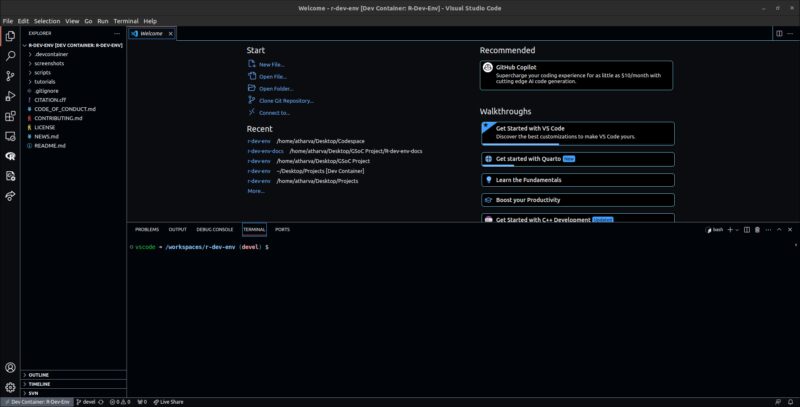 Welcome - r-dev-env [Dev Container: R-Dev-Env] - Visual Studio Code
File Edit Selection View Go Run Terminal Help
EXPLORER
R-DEV-ENV [DEV CONTAINER: R-DEV-ENV]
.devcontainer
screenshots
scripts
tutorials
.gitignore
CITATION.cff
CODE_OF_CONDUCT.md
CONTRIBUTING.md
LICENSE
NEWS.md
README.md
OUTLINE
TIMELINE
SVN
Welcome
Start
New File...
Open File...
Open Folder...
Clone Git Repository...
Connect to...
Recent
r-dev-env /home/atharva/Desktop/Codespace
r-dev-env-docs /home/atharva/Desktop/GSoC Project/R-dev-env-docs
r-dev-env /home/atharva/Desktop/GSoC Project
r-dev-env ~/Desktop/Projects [Dev Container]
r-dev-env /home/atharva/Desktop/Projects
More...
Recommended
GitHub Copilot
Supercharge your coding experience for as little as $10/month with
cutting edge AI code generation.
Walkthroughs
Get Started with VS Code
Discover the best customizations to make VS Code yours.
Get started with Quarto New
Learn the Fundamentals
Boost your Productivity
Get Started with C++ Development Updated
PROBLEMS OUTPUT DEBUG CONSOLE TERMINAL PORTS
bash
vscode ➜ /workspaces/r-dev-env (devel) $
Dev Container: R-Dev-Env devel 0 0 0 Live Share